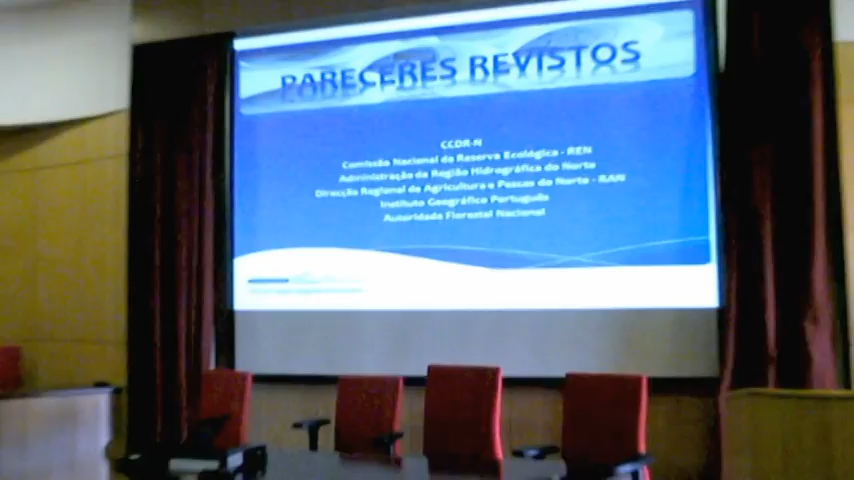 PARECERES REVISTOS
CCDR-N
Comissão Nacional da Reserva Ecológica - REN
Administração da Região Hidrográfica do Norte
Direcção Regional de Agricultura e Pescas do Norte - RAN
Instituto Geográfico Português
Autoridade Florestal Nacional